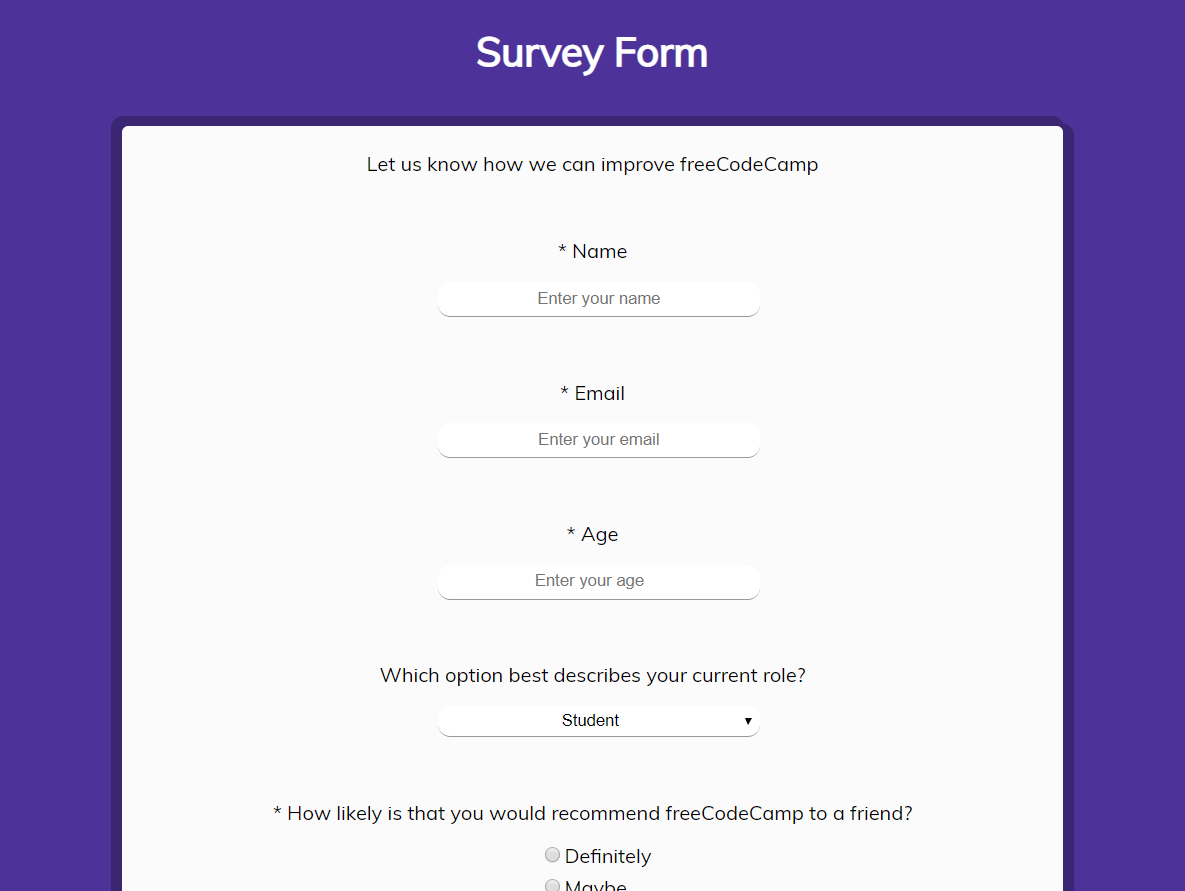 Survey Form
Let us know how we can improve freeCodeCamp
* Name
Enter your name
* Email
Enter your email
* Age
Enter your age
Which option best describes your current role?
Student
* How likely is that you would recommend freeCodeCamp to a friend?
Definitely
Maybe